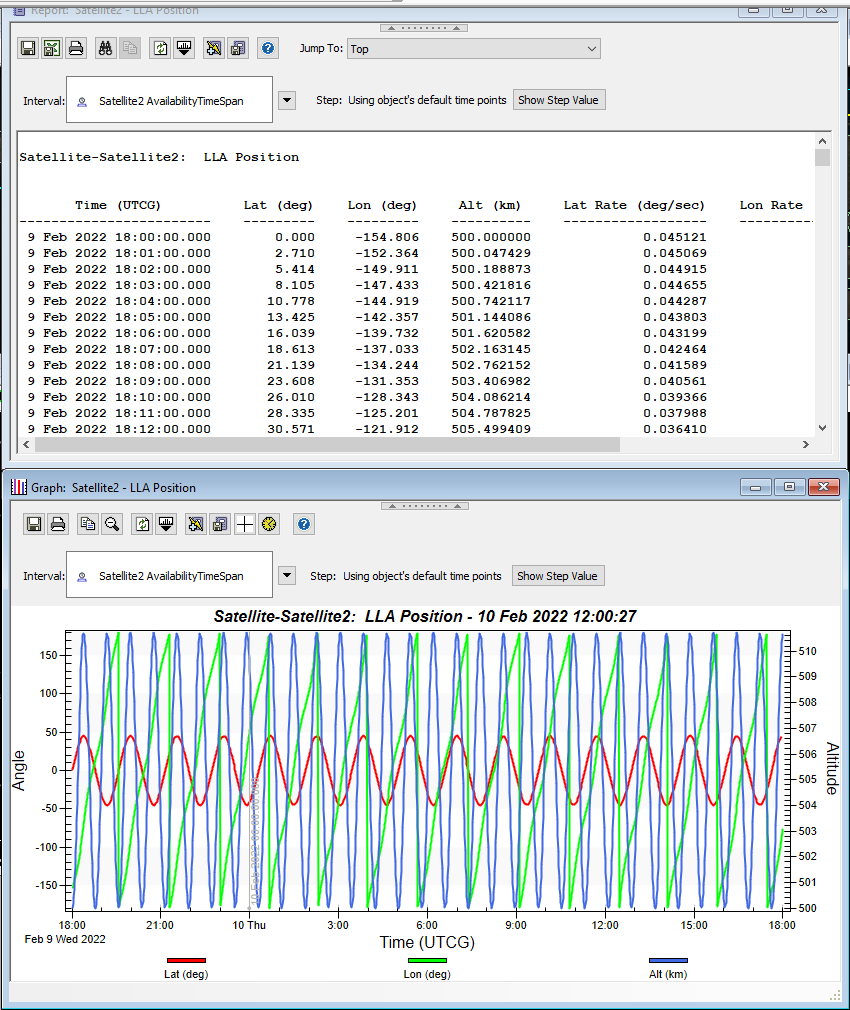 Report: Satellite2 - LLA Position
Jump To: Top
Interval: Satellite2 AvailabilityTimeSpan Step: Using object's default time points Show Step Value
Satellite-Satellite2: LLA Position
Time (UTCG) Lat (deg) Lon (deg) Alt (km) Lat Rate (deg/sec) Lon Rate
9 Feb 2022 18:00:00.000 0.000 -154.806 500.000000 0.045121
9 Feb 2022 18:01:00.000 2.710 -152.364 500.047429 0.045069
9 Feb 2022 18:02:00.000 5.414 -149.911 500.188873 0.044915
9 Feb 2022 18:03:00.000 8.105 -147.433 500.421816 0.044655
9 Feb 2022 18:04:00.000 10.778 -144.919 500.742117 0.044287
9 Feb 2022 18:05:00.000 13.425 -142.357 501.144086 0.043803
9 Feb 2022 18:06:00.000 16.039 -139.732 501.620582 0.043199
9 Feb 2022 18:07:00.000 18.613 -137.033 502.163145 0.042464
9 Feb 2022 18:08:00.000 21.139 -134.244 502.762152 0.041589
9 Feb 2022 18:09:00.000 23.608 -131.353 503.406982 0.040561
9 Feb 2022 18:10:00.000 26.010 -128.343 504.086214 0.039366
9 Feb 2022 18:11:00.000 28.335 -125.201 504.787825 0.037988
9 Feb 2022 18:12:00.000 30.571 -121.912 505.499409 0.036410
Graph: Satellite2 - LLA Position
Interval: Satellite2 AvailabilityTimeSpan Step: Using object's default time points Show Step Value
Satellite-Satellite2: LLA Position - 10 Feb 2022 12:00:27
150 510
100 509
508
50 507
0 506
505
-50 504
503
-100 502
-150 501
500
Angle
Altitude
18:00 21:00 10 Thu 3:00 6:00 9:00 12:00 15:00 18:00
Feb 9 Wed 2022
Time (UTCG)
Lat (deg) Lon (deg) Alt (km)